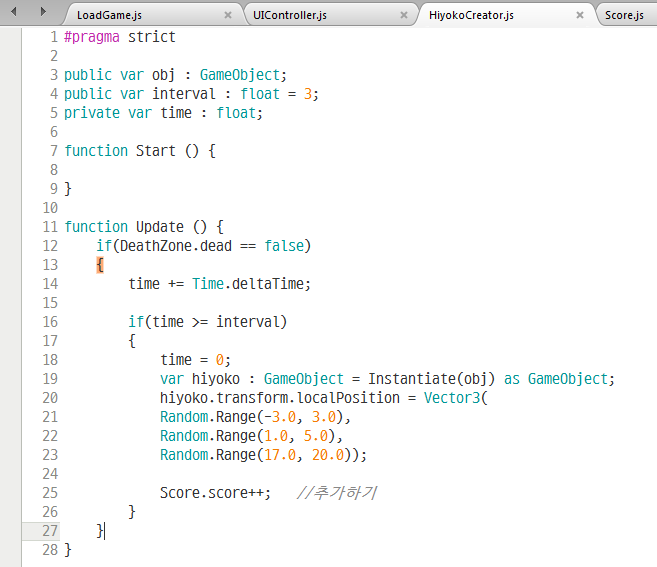 LoadGame.js × UIController.js × HiyokoCreator.js × Score.js
1 #pragma strict
2
3 public var obj : GameObject;
4 public var interval : float = 3;
5 private var time : float;
6
7 function Start () {
8
9 }
10
11 function Update () {
12     if(DeathZone.dead == false)
13     {
14         time += Time.deltaTime;
15
16         if(time >= interval)
17         {
18             time = 0;
19             var hiyoko : GameObject = Instantiate(obj) as GameObject;
20             hiyoko.transform.localPosition = Vector3(
21             Random.Range(-3.0, 3.0),
22             Random.Range(1.0, 5.0),
23             Random.Range(17.0, 20.0));
24
25             Score.score++;   //추가하기
26         }
27     }
28 }